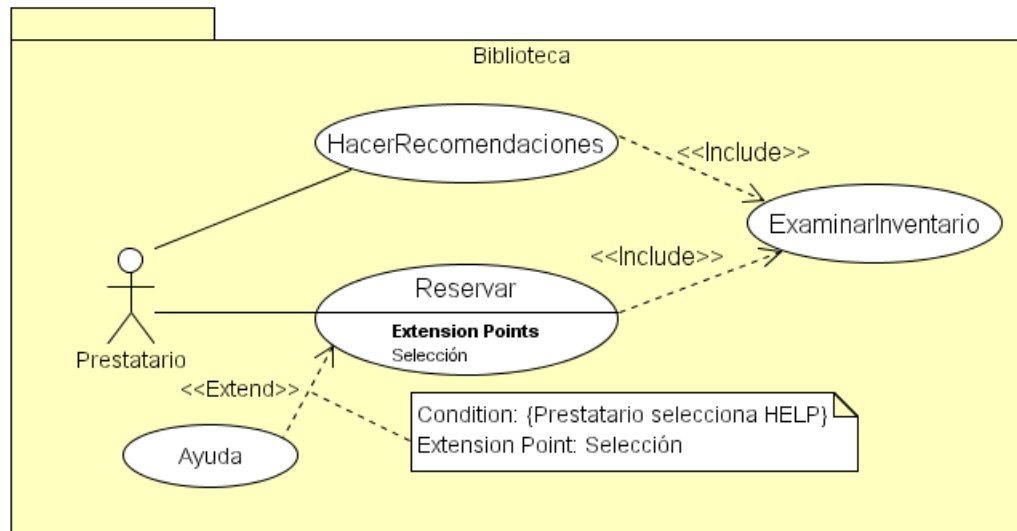 Biblioteca
HacerRecomendaciones
<<Include>>
ExaminarInventario
<<Include>>
Reservar
Extension Points
Selección
Prestatario
<<Extend>>
Condition: {Prestatario selecciona HELP}
Extension Point: Selección
Ayuda